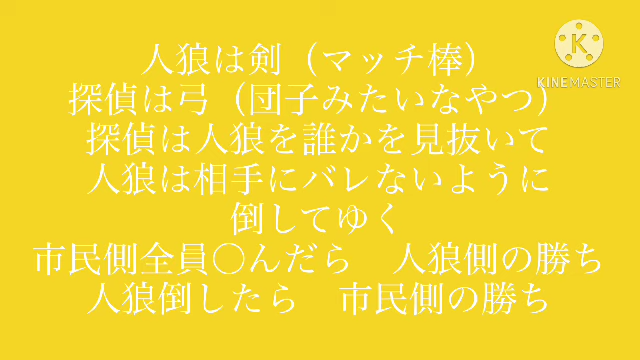 人狼は剣（マッチ棒）
探偵は弓（団子みたいなやつ）
探偵は人狼を誰かを見抜いて
人狼は相手にバレないように
倒してゆく
市民側全員〇んだら　人狼側の勝ち
人狼倒したら　市民側の勝ち
K
KINEMASTER